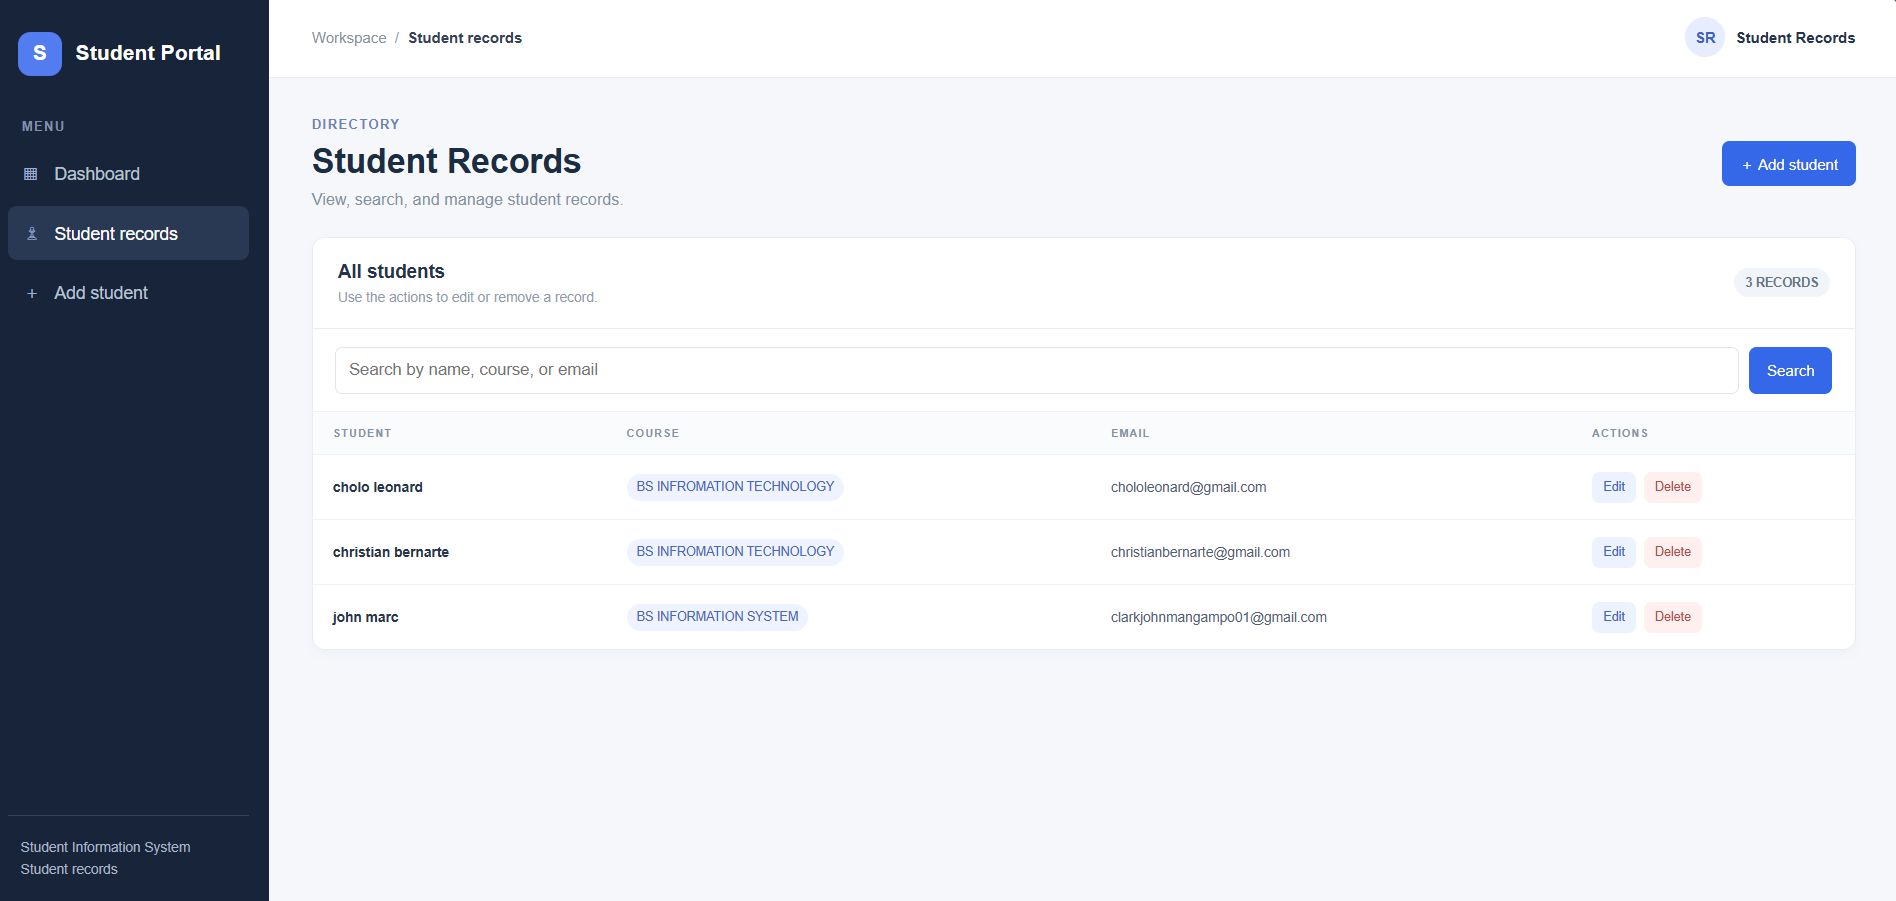 S Student Portal
MENU
Dashboard
Student records
+ Add student
Student Information System
Student records
Workspace / Student records
SR Student Records
DIRECTORY
Student Records
View, search, and manage student records.
+ Add student
All students
Use the actions to edit or remove a record.
3 RECORDS
Search by name, course, or email
Search
STUDENT COURSE EMAIL ACTIONS
cholo leonard BS INFROMATION TECHNOLOGY chololeonard@gmail.com Edit Delete
christian bernarte BS INFROMATION TECHNOLOGY christianbernarte@gmail.com Edit Delete
john marc BS INFORMATION SYSTEM clarkjohnmangampo01@gmail.com Edit Delete